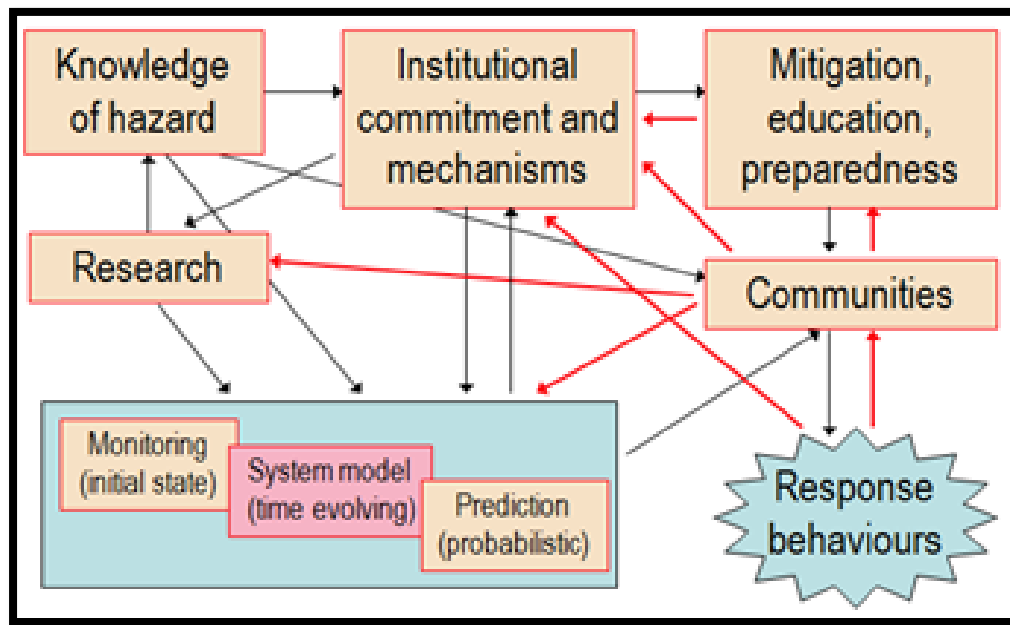 Knowledge
of hazard
Institutional
commitment and
mechanisms
Mitigation,
education,
preparedness
Research
Communities
Monitoring
(initial state)
System model
(time evolving)
Prediction
(probabilistic)
Response
behaviours